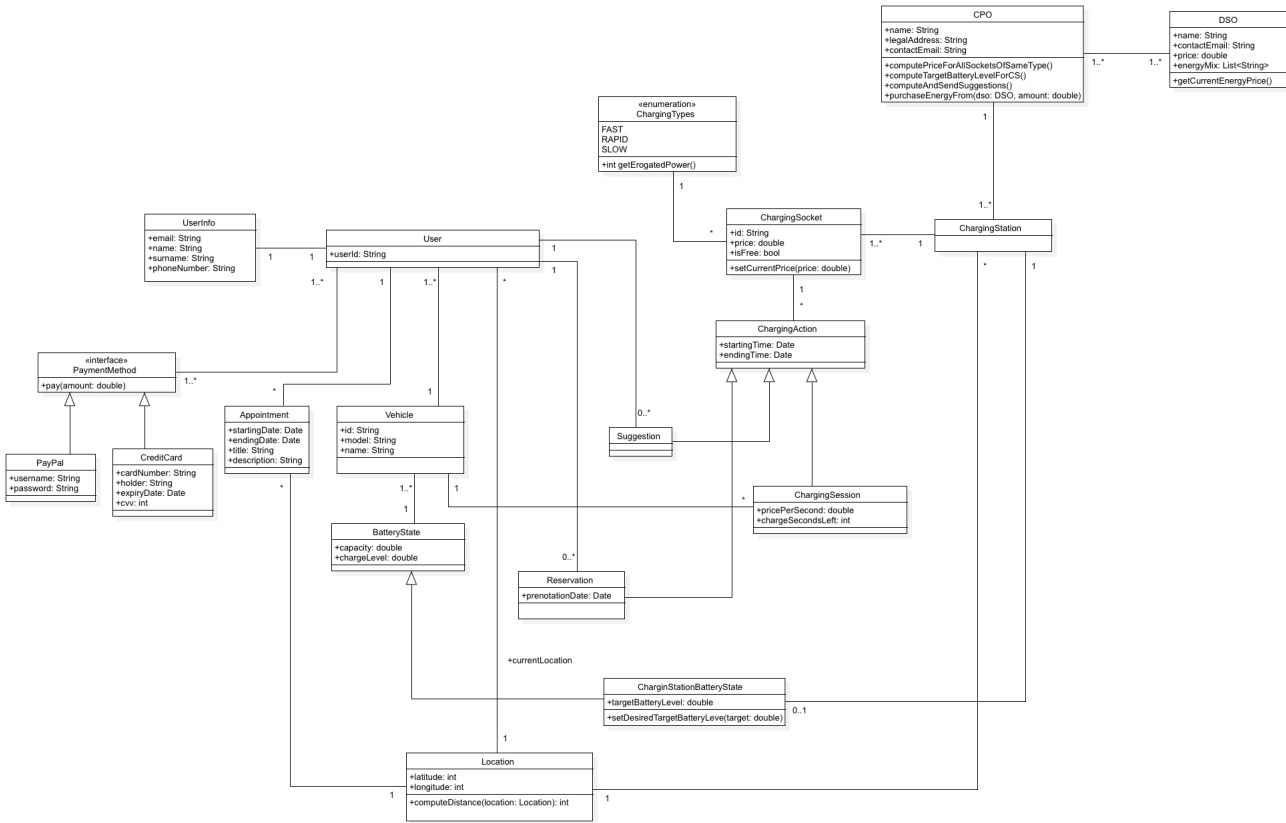 CPO
+name: String
+legalAddress: String
+contactEmail: String
+computePriceForAllSocketsOfSameType()
+computeTargetBatteryLevelForCS()
+computeAndSendSuggestions()
+purchaseEnergyFrom(dso: DSO, amount: double)
1..*
1..*
DSO
+name: String
+contactEmail: String
+price: double
+energyMix: List<String>
+getCurrentEnergyPrice()
1
1..*
«enumeration»
ChargingTypes
FAST
RAPID
SLOW
+int getErogatedPower()
1
*
ChargingSocket
+id: String
+price: double
+isFree: bool
+setCurrentPrice(price: double)
1..*
1
ChargingStation
*
1
1
*
UserInfo
+email: String
+name: String
+surname: String
+phoneNumber: String
1
1
User
+userId: String
1
1
1..*
1
1..*
*
ChargingAction
+startingTime: Date
+endingTime: Date
«interface»
PaymentMethod
+pay(amount: double)
1..*
*
1
0..*
Appointment
+startingDate: Date
+endingDate: Date
+title: String
+description: String
*
Vehicle
+id: String
+model: String
+name: String
1..*
1
1
*
Suggestion
PayPal
+username: String
+password: String
CreditCard
+cardNumber: String
+holder: String
+expiryDate: Date
+cvv: int
ChargingSession
+pricePerSecond: double
+chargeSecondsLeft: int
BatteryState
+capacity: double
+chargeLevel: double
0..*
Reservation
+prenotationDate: Date
+currentLocation
CharginStationBatteryState
+targetBatteryLevel: double
+setDesiredTargetBatteryLeve(target: double)
0..1
1
Location
+latitude: int
+longitude: int
+computeDistance(location: Location): int
1
1